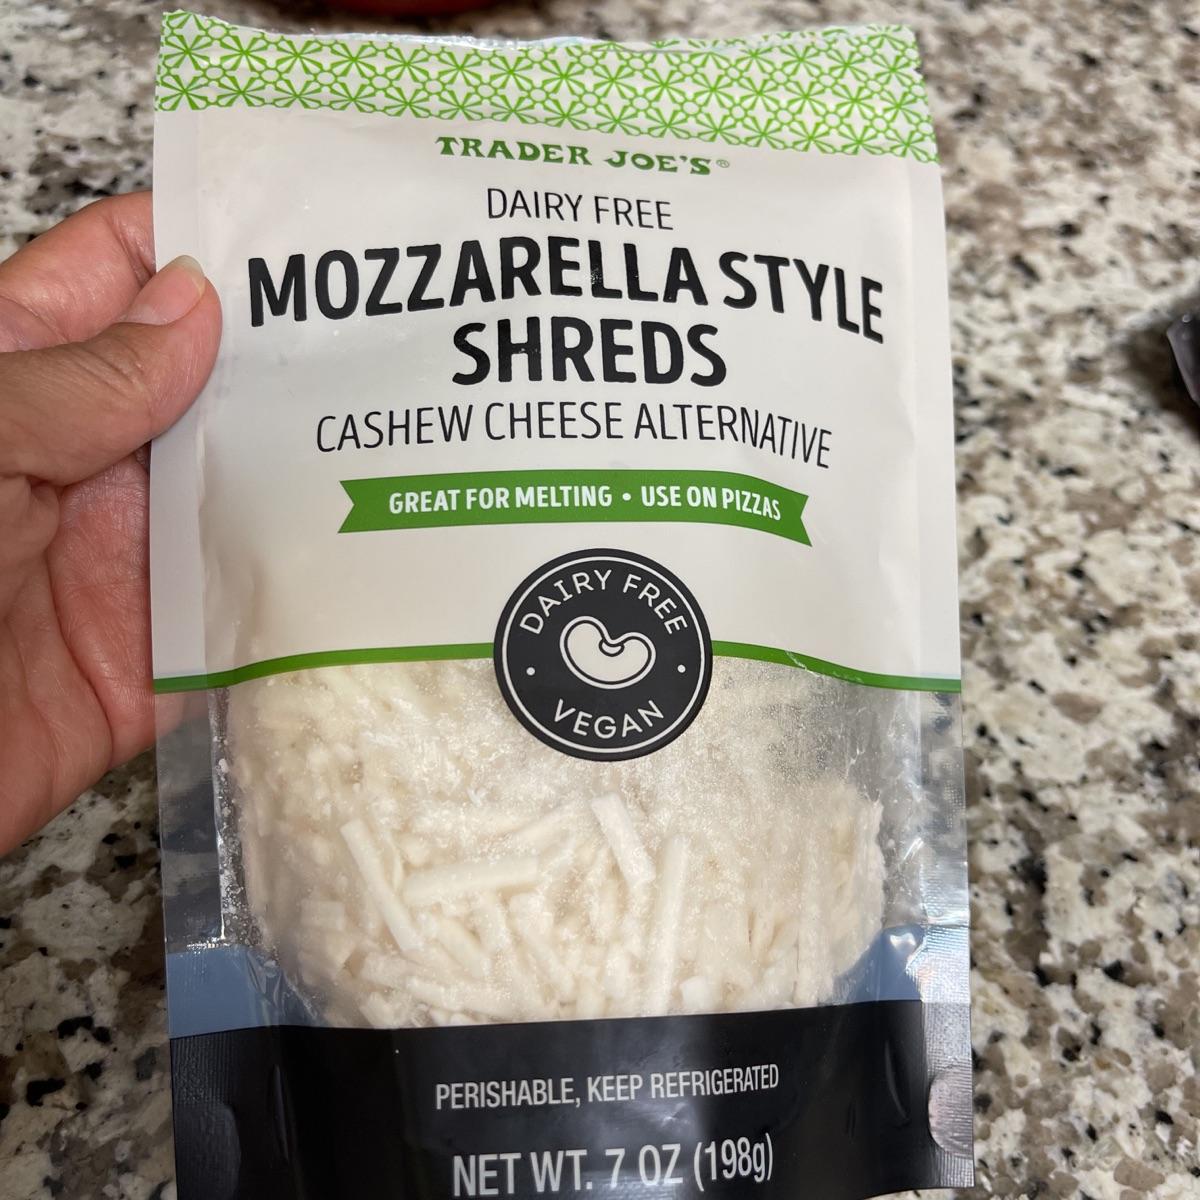 TRADER JOE'S®
DAIRY FREE
MOZZARELLA STYLE
SHREDS
CASHEW CHEESE ALTERNATIVE
GREAT FOR MELTING • USE ON PIZZAS
DAIRY FREE
• VEGAN •
PERISHABLE, KEEP REFRIGERATED
NET WT. 7 OZ (198g)